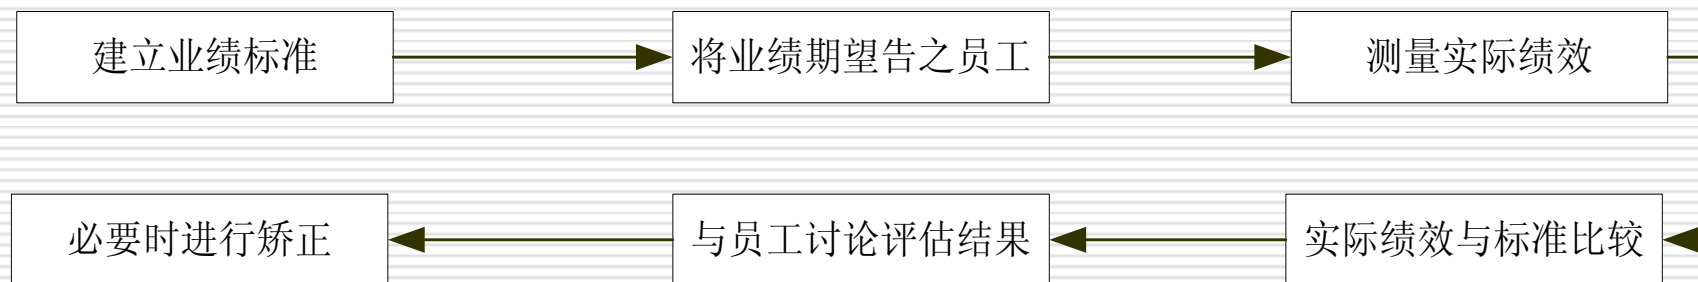 建立业绩标准
将业绩期望告之员工
测量实际绩效
实际绩效与标准比较
与员工讨论评估结果
必要时进行矫正